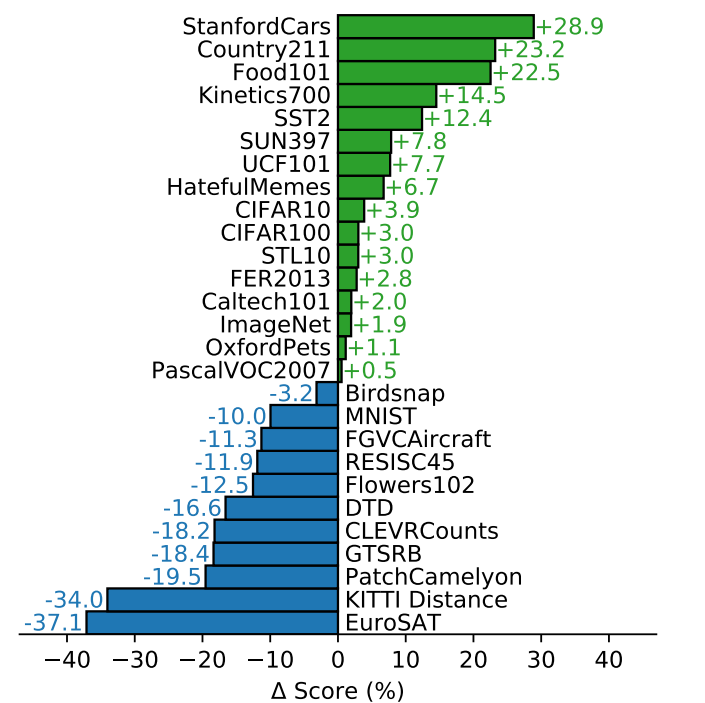 StanfordCars +28.9
Country211 +23.2
Food101 +22.5
Kinetics700 +14.5
SST2 +12.4
SUN397 +7.8
UCF101 +7.7
HatefulMemes +6.7
CIFAR10 +3.9
CIFAR100 +3.0
STL10 +3.0
FER2013 +2.8
Caltech101 +2.0
ImageNet +1.9
OxfordPets +1.1
PascalVOC2007 +0.5
-3.2 Birdsnap
-10.0 MNIST
-11.3 FGVCAircraft
-11.9 RESISC45
-12.5 Flowers102
-16.6 DTD
-18.2 CLEVRCounts
-18.4 GTSRB
-19.5 PatchCamelyon
-34.0 KITTI Distance
-37.1 EuroSAT
−40 −30 −20 −10 0 10 20 30 40
Δ Score (%)